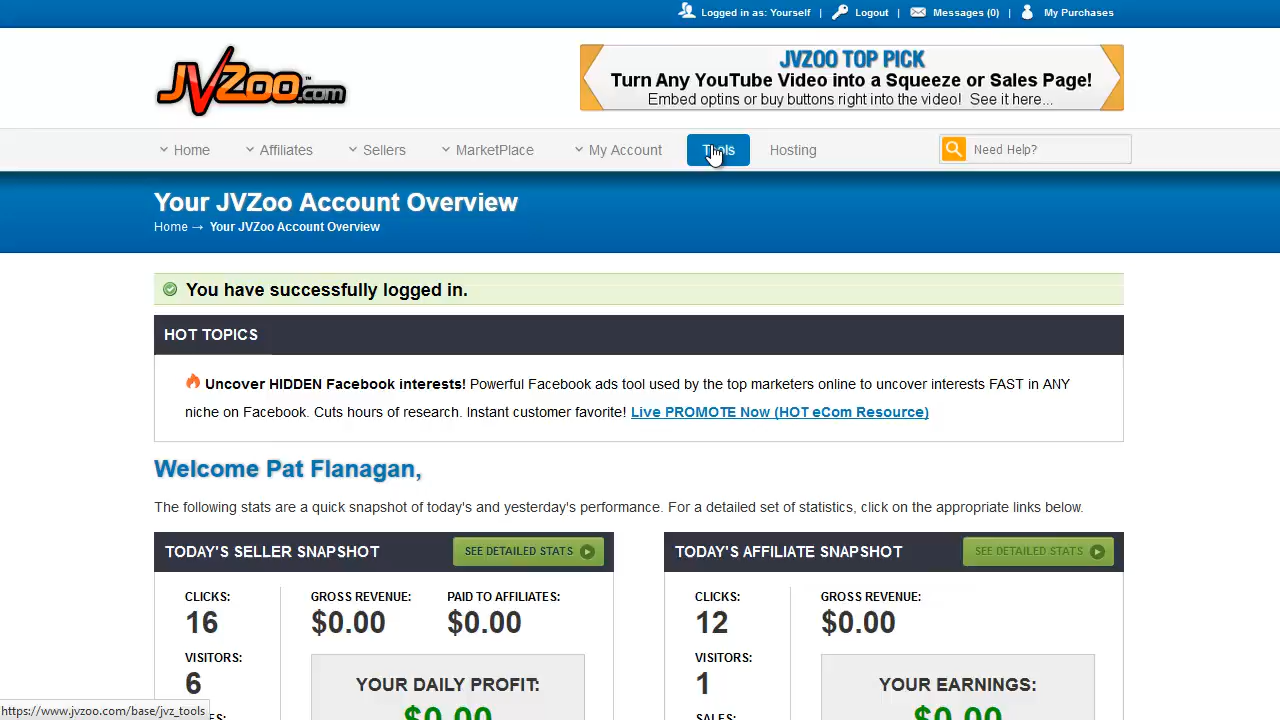 Logged in as: Yourself | Logout | Messages (0) | My Purchases
JVZoo.com™
JVZOO TOP PICK
Turn Any YouTube Video into a Squeeze or Sales Page!
Embed optins or buy buttons right into the video! See it here...
Home Affiliates Sellers MarketPlace My Account Tools Hosting Need Help?
Your JVZoo Account Overview
Home → Your JVZoo Account Overview
You have successfully logged in.
HOT TOPICS
Uncover HIDDEN Facebook interests! Powerful Facebook ads tool used by the top marketers online to uncover interests FAST in ANY
niche on Facebook. Cuts hours of research. Instant customer favorite! Live PROMOTE Now (HOT eCom Resource)
Welcome Pat Flanagan,
The following stats are a quick snapshot of today's and yesterday's performance. For a detailed set of statistics, click on the appropriate links below.
TODAY'S SELLER SNAPSHOT SEE DETAILED STATS
CLICKS: GROSS REVENUE: PAID TO AFFILIATES:
16 $0.00 $0.00
VISITORS:
6 YOUR DAILY PROFIT:
$0.00
TODAY'S AFFILIATE SNAPSHOT SEE DETAILED STATS
CLICKS: GROSS REVENUE:
12 $0.00
VISITORS:
1 YOUR EARNINGS:
SALES: $0.00
https://www.jvzoo.com/base/jvz_tools